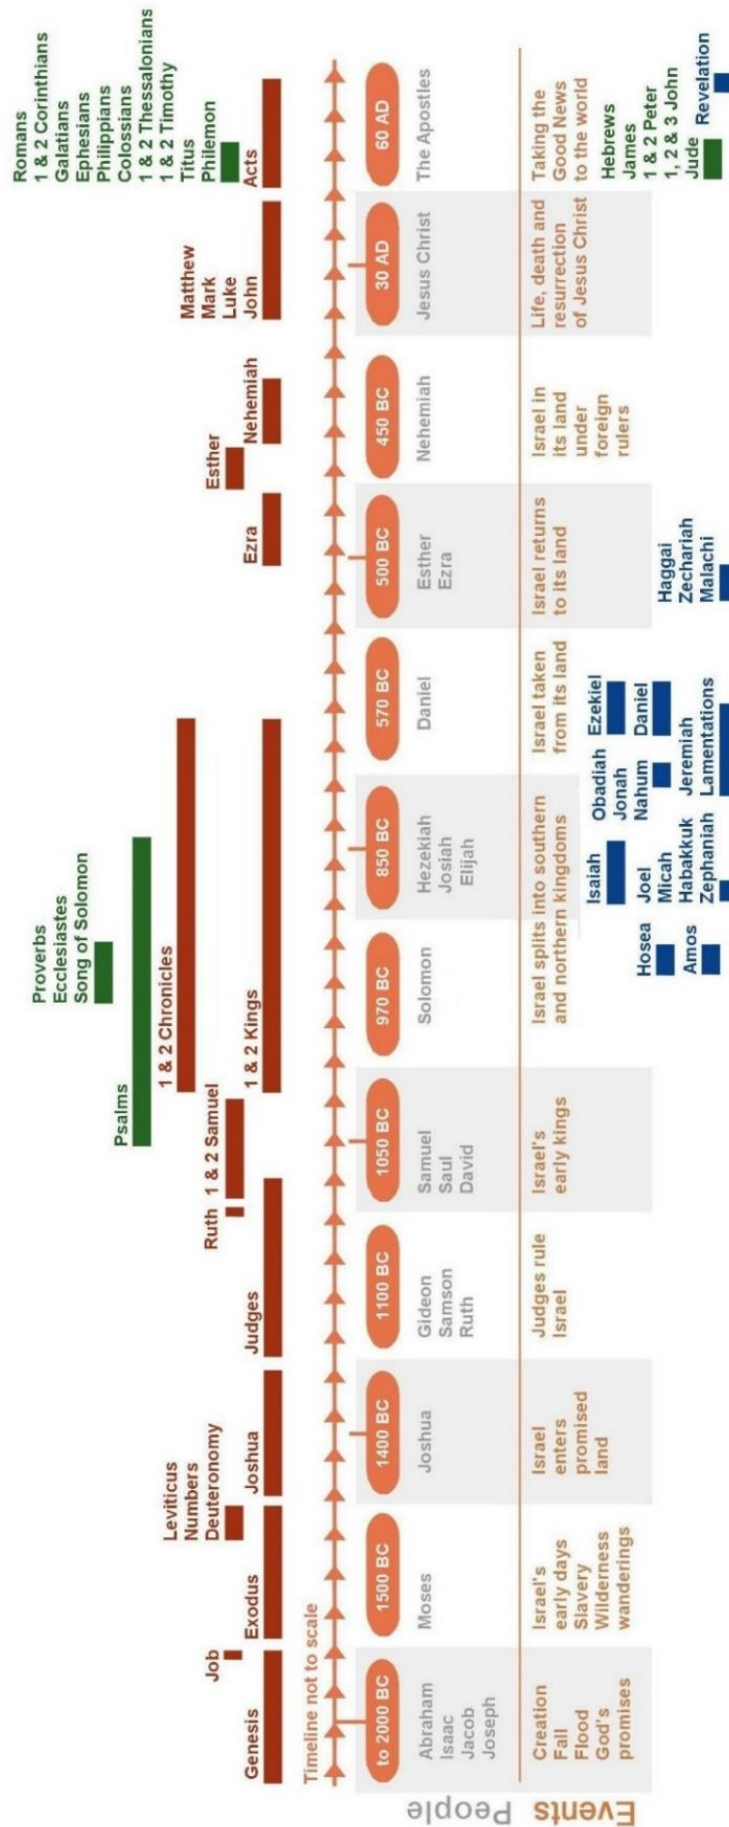 Proverbs
Ecclesiastes
Song of Solomon
Psalms
1 & 2 Chronicles
Leviticus
Numbers
Deuteronomy
Job
Ruth
1 & 2 Samuel
Genesis
Exodus
Joshua
Judges
1 & 2 Kings
Ezra
Esther
Nehemiah
Matthew
Mark
Luke
John
Romans
1 & 2 Corinthians
Galatians
Ephesians
Philippians
Colossians
1 & 2 Thessalonians
1 & 2 Timothy
Titus
Philemon
Acts
Timeline not to scale
to 2000 BC
1500 BC
1400 BC
1100 BC
1050 BC
970 BC
850 BC
570 BC
500 BC
450 BC
30 AD
60 AD
People
Abraham
Isaac
Jacob
Joseph
Moses
Joshua
Gideon
Samson
Ruth
Samuel
Saul
David
Solomon
Hezekiah
Josiah
Elijah
Daniel
Esther
Ezra
Nehemiah
Jesus Christ
The Apostles
Events
Creation
Fall
Flood
God's
promises
Israel's
early days
Slavery
Wilderness
wanderings
Israel
enters
promised
land
Judges rule
Israel
Israel's
early kings
Israel splits into southern
and northern kingdoms
Israel taken
from its land
Israel returns
to its land
Israel in
its land
under
foreign
rulers
Life, death and
resurrection
of Jesus Christ
Taking the
Good News
to the world
Hosea
Amos
Isaiah
Joel
Micah
Habakkuk
Zephaniah
Obadiah
Jonah
Nahum
Jeremiah
Lamentations
Ezekiel
Daniel
Haggai
Zechariah
Malachi
Hebrews
James
1 & 2 Peter
1, 2 & 3 John
Jude
Revelation